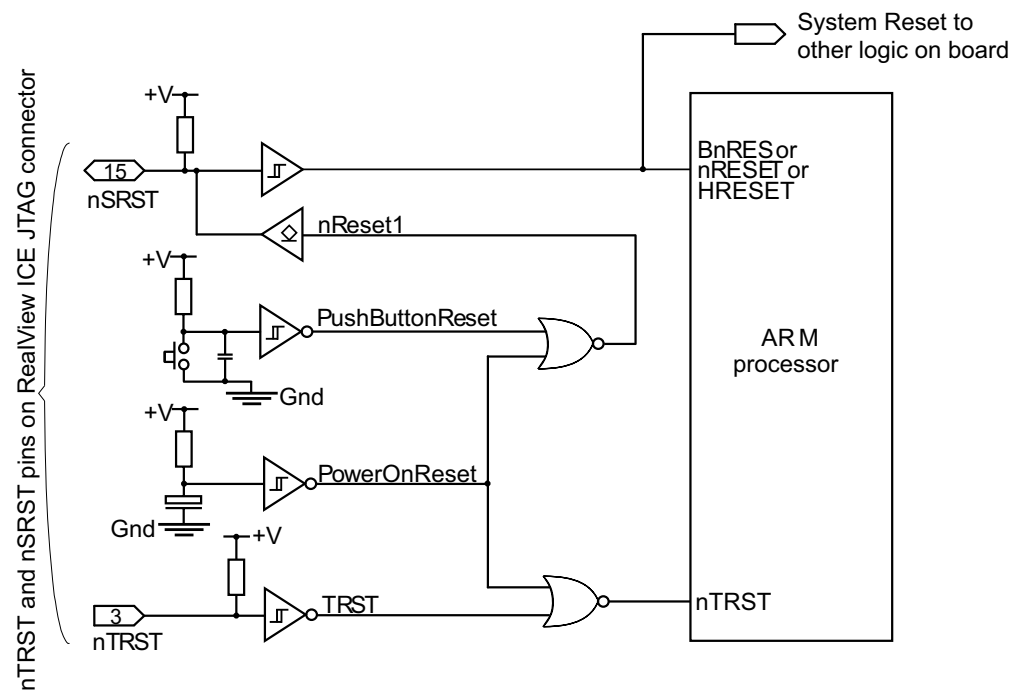 System Reset to
other logic on board
nTRST and nSRST pins on RealView ICE JTAG connector
+V
15
nSRST
BnRES or
nRESET or
HRESET
nReset1
+V
PushButtonReset
ARM
processor
Gnd
+V
PowerOnReset
Gnd
+V
TRST
3
nTRST
nTRST